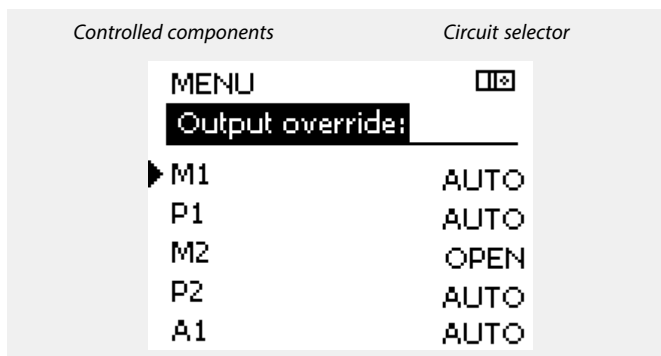 Controlled components Circuit selector
MENU
Output override:
M1 AUTO
P1 AUTO
M2 OPEN
P2 AUTO
A1 AUTO